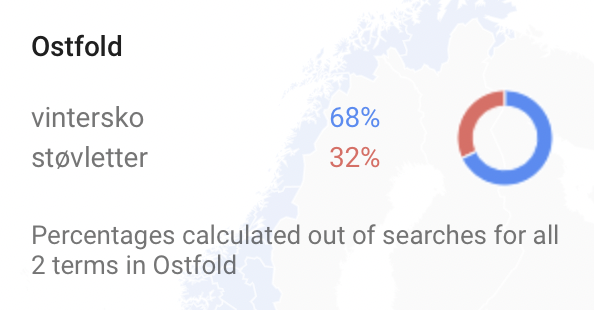 Ostfold
vintersko 68%
støvletter 32%
Percentages calculated out of searches for all
2 terms in Ostfold